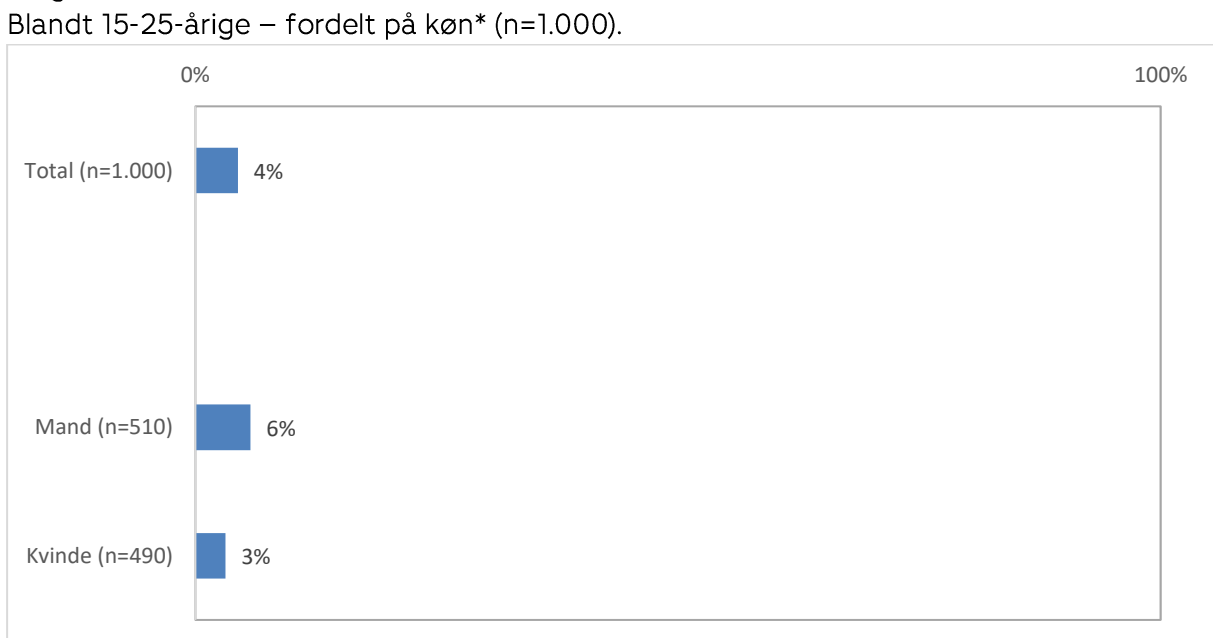 Blandt 15-25-årige – fordelt på køn* (n=1.000).
0% 100%
Total (n=1.000) 4%
Mand (n=510) 6%
Kvinde (n=490) 3%